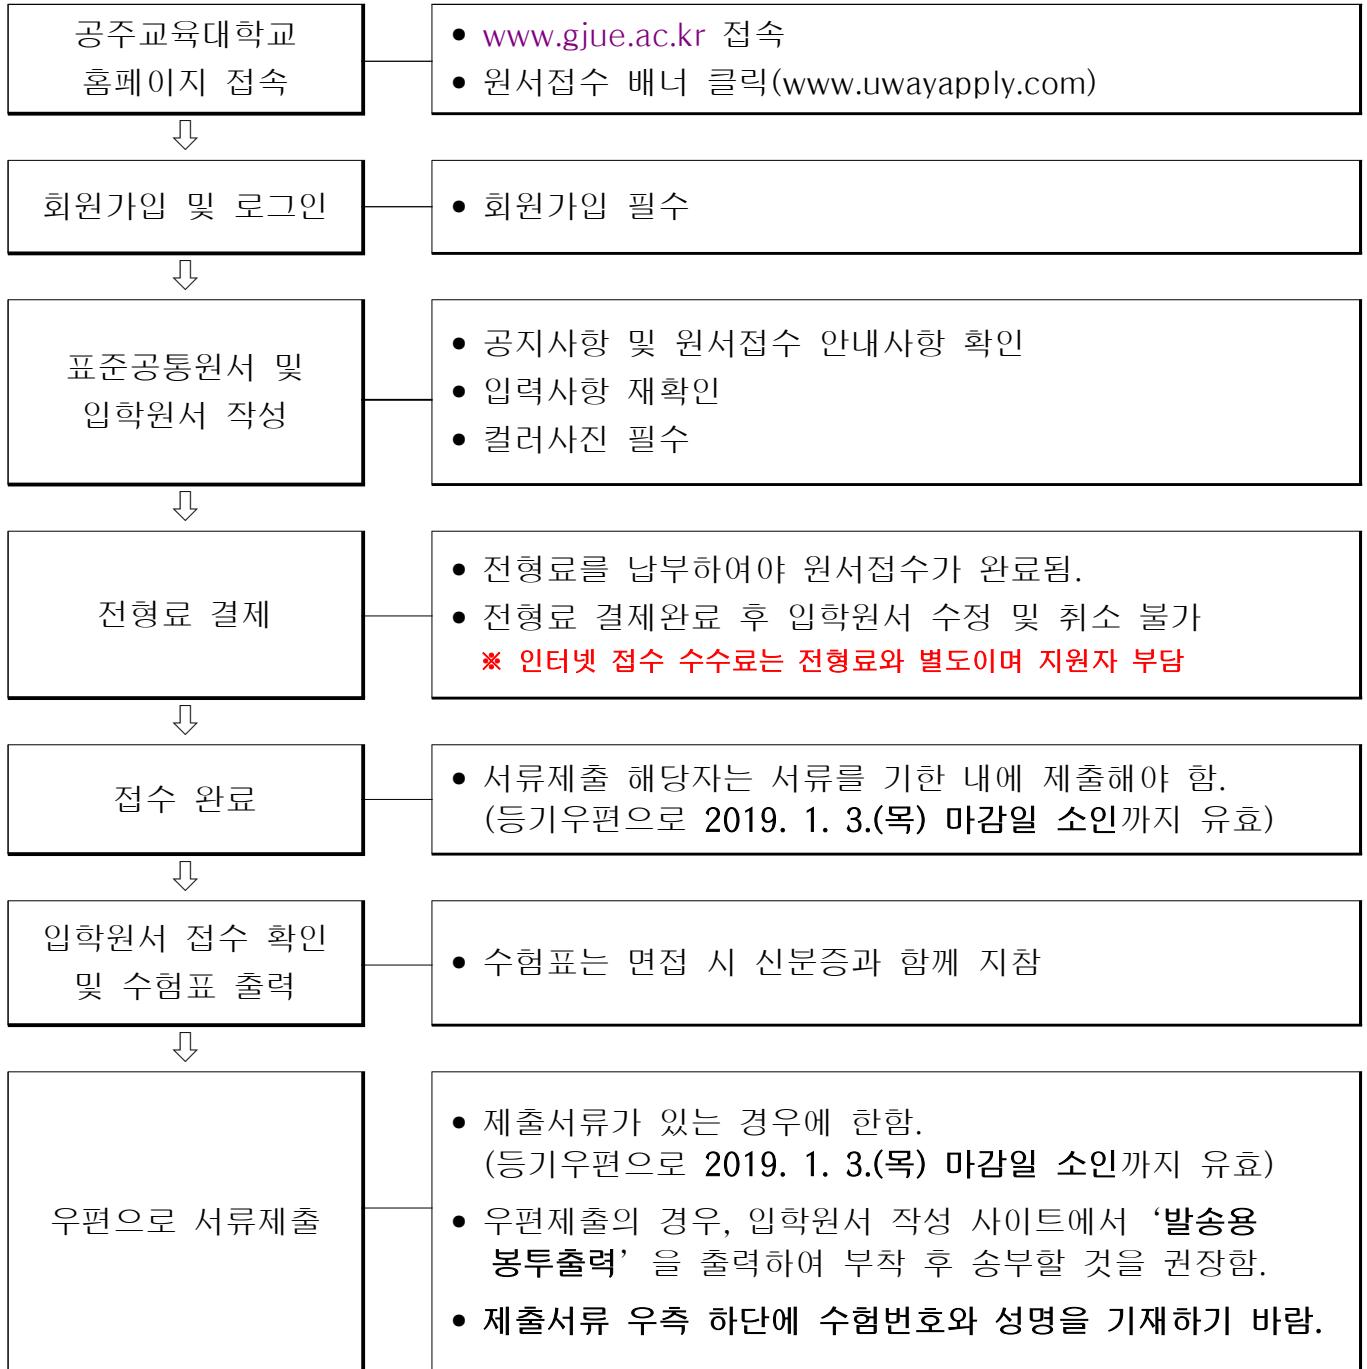 공주교육대학교
홈페이지 접속
• www.gjue.ac.kr 접속
• 원서접수 배너 클릭(www.uwayapply.com)
⇩
회원가입 및 로그인
• 회원가입 필수
⇩
표준공통원서 및
입학원서 작성
• 공지사항 및 원서접수 안내사항 확인
• 입력사항 재확인
• 컬러사진 필수
⇩
전형료 결제
• 전형료를 납부하여야 원서접수가 완료됨.
• 전형료 결제완료 후 입학원서 수정 및 취소 불가
※ 인터넷 접수 수수료는 전형료와 별도이며 지원자 부담
⇩
접수 완료
• 서류제출 해당자는 서류를 기한 내에 제출해야 함.
(등기우편으로 2019. 1. 3.(목) 마감일 소인까지 유효)
⇩
입학원서 접수 확인
및 수험표 출력
• 수험표는 면접 시 신분증과 함께 지참
⇩
우편으로 서류제출
• 제출서류가 있는 경우에 한함.
(등기우편으로 2019. 1. 3.(목) 마감일 소인까지 유효)
• 우편제출의 경우, 입학원서 작성 사이트에서 ‘발송용
봉투출력’ 을 출력하여 부착 후 송부할 것을 권장함.
• 제출서류 우측 하단에 수험번호와 성명을 기재하기 바람.